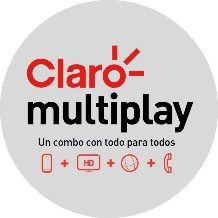 Claro
multiplay
Un combo con todo para todos
+ HD + +